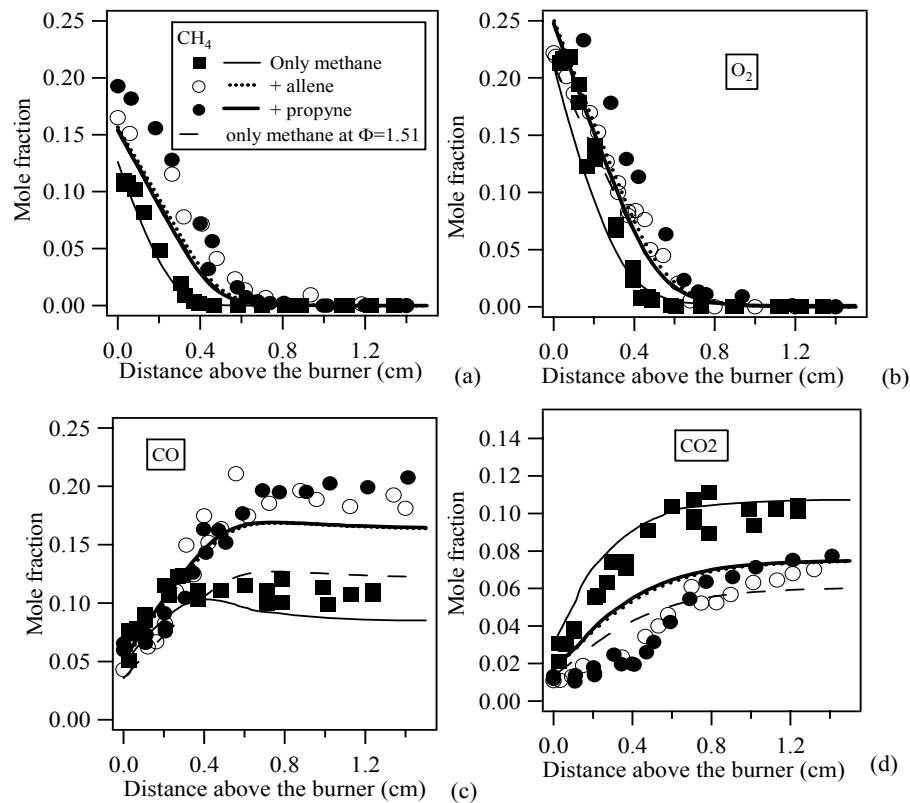 0.25
0.20
0.15
0.10
0.05
0.00
Mole fraction
CH4
Only methane
+ allene
+ propyne
only methane at Φ=1.51
0.0
0.4
0.8
1.2
Distance above the burner (cm)
(a)
0.25
0.20
0.15
0.10
0.05
0.00
Mole fraction
O2
0.0
0.4
0.8
1.2
Distance above the burner (cm)
(b)
0.25
0.20
0.15
0.10
0.05
0.00
Mole fraction
CO
0.0
0.4
0.8
1.2
Distance above the burner (cm)
(c)
0.14
0.12
0.10
0.08
0.06
0.04
0.02
0.00
Mole fraction
CO2
0.0
0.4
0.8
1.2
Distance above the burner (cm)
(d)